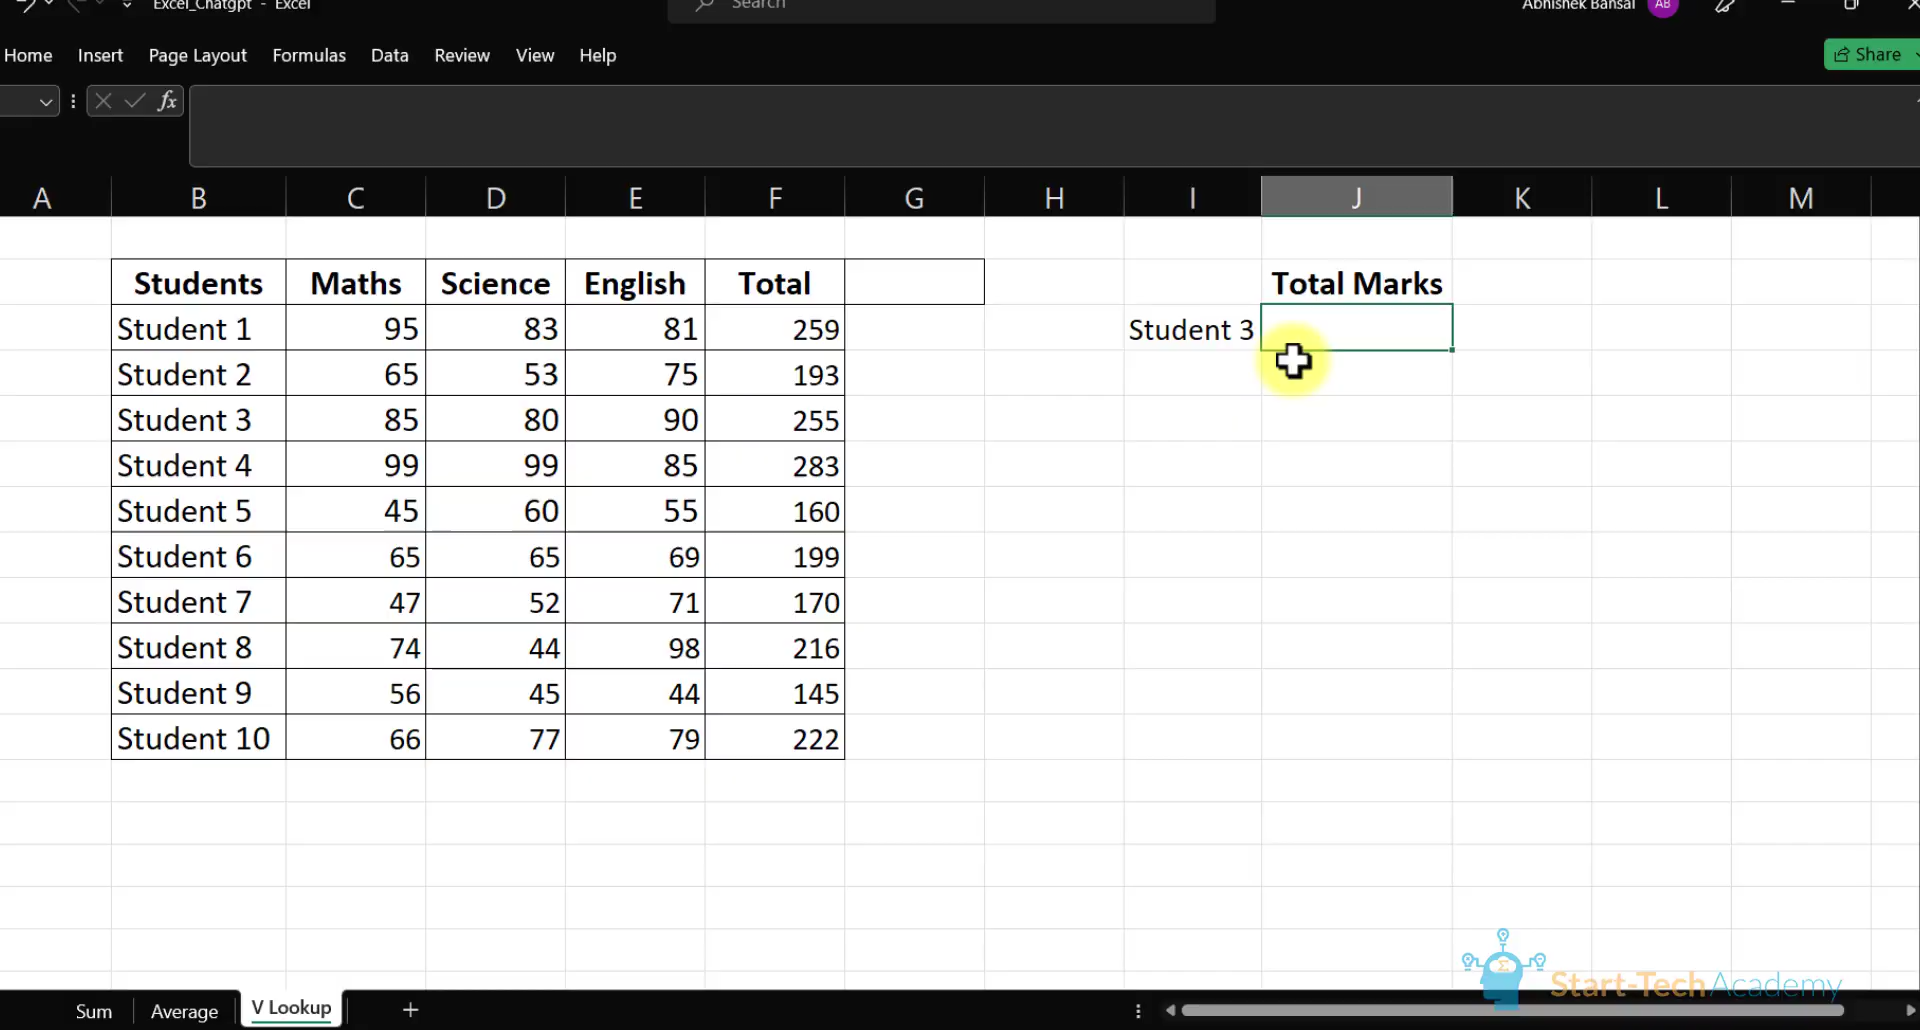 Excel_Chatgpt - Excel
Search
Abhishek Bansal AB
Home Insert Page Layout Formulas Data Review View Help
Share
fx
A B C D E F G H I J K L M
Students Maths Science English Total Total Marks
Student 1 95 83 81 259 Student 3
Student 2 65 53 75 193
Student 3 85 80 90 255
Student 4 99 99 85 283
Student 5 45 60 55 160
Student 6 65 65 69 199
Student 7 47 52 71 170
Student 8 74 44 98 216
Student 9 56 45 44 145
Student 10 66 77 79 222
Start-Tech Academy
Sum Average V Lookup